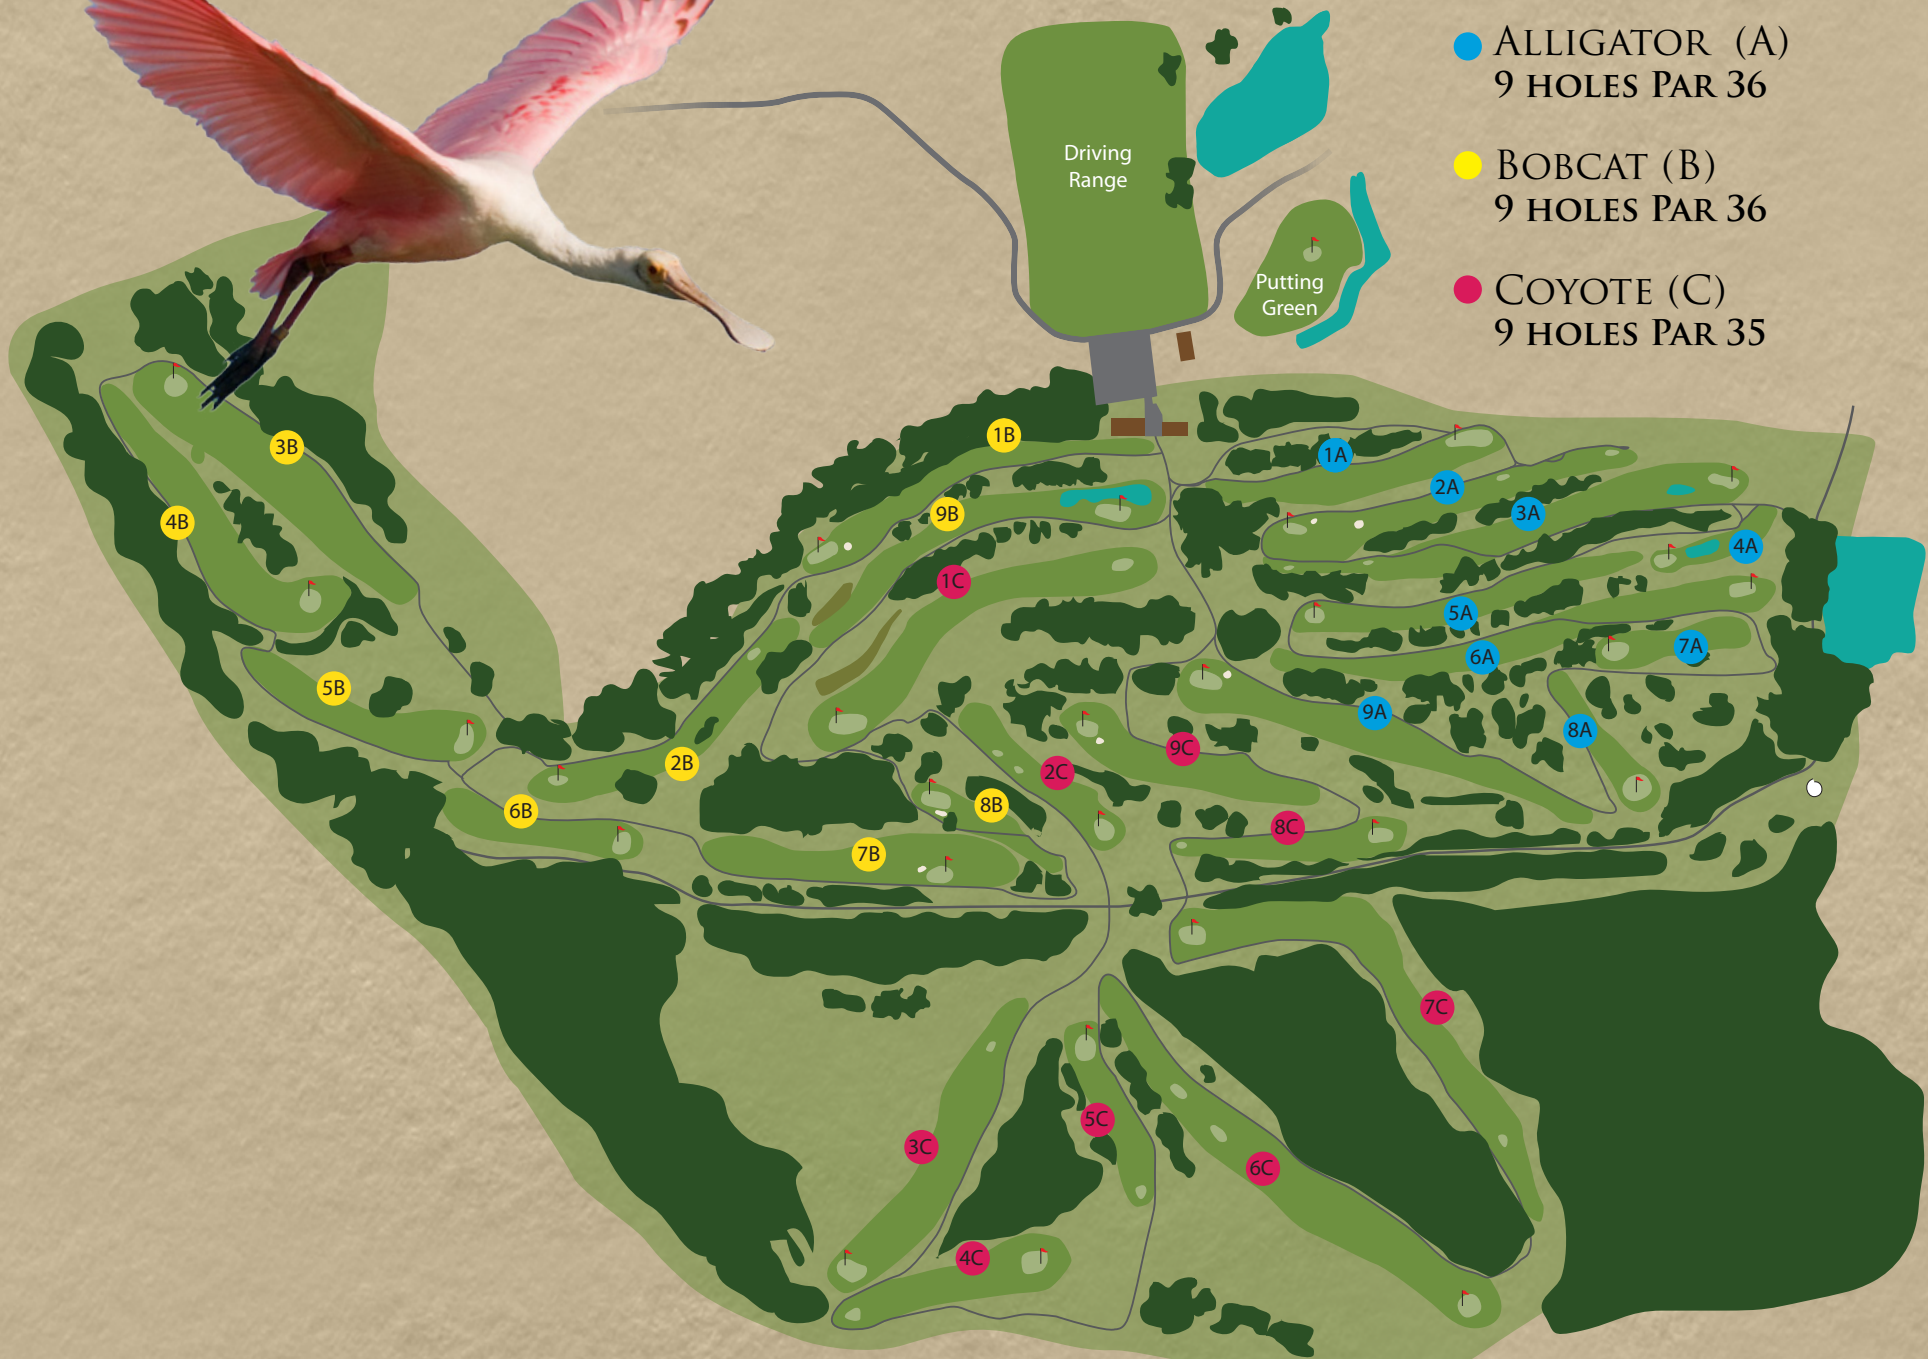 ALLIGATOR (A)
9 HOLES PAR 36
BOBCAT (B)
9 HOLES PAR 36
COYOTE (C)
9 HOLES PAR 35
Driving
Range
Putting
Green
1B
3B
1A
2A
9B
3A
4B
4A
1C
5A
7A
6A
5B
9A
8A
9C
2B
2C
8B
6B
8C
7B
7C
5C
3C
6C
4C